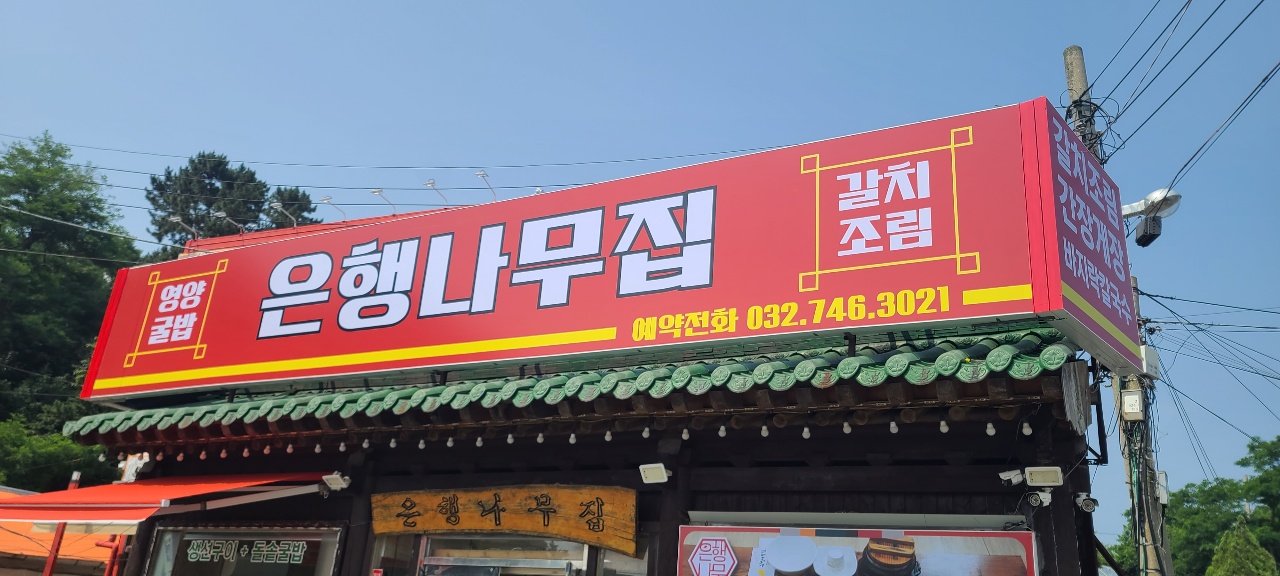 영양
굴밥
은행나무집
갈치
조림
예약전화 032.746.3021
갈치조림
간장게장
바지락칼국수
은행나무집
생선구이 + 돌솥굴밥
은행